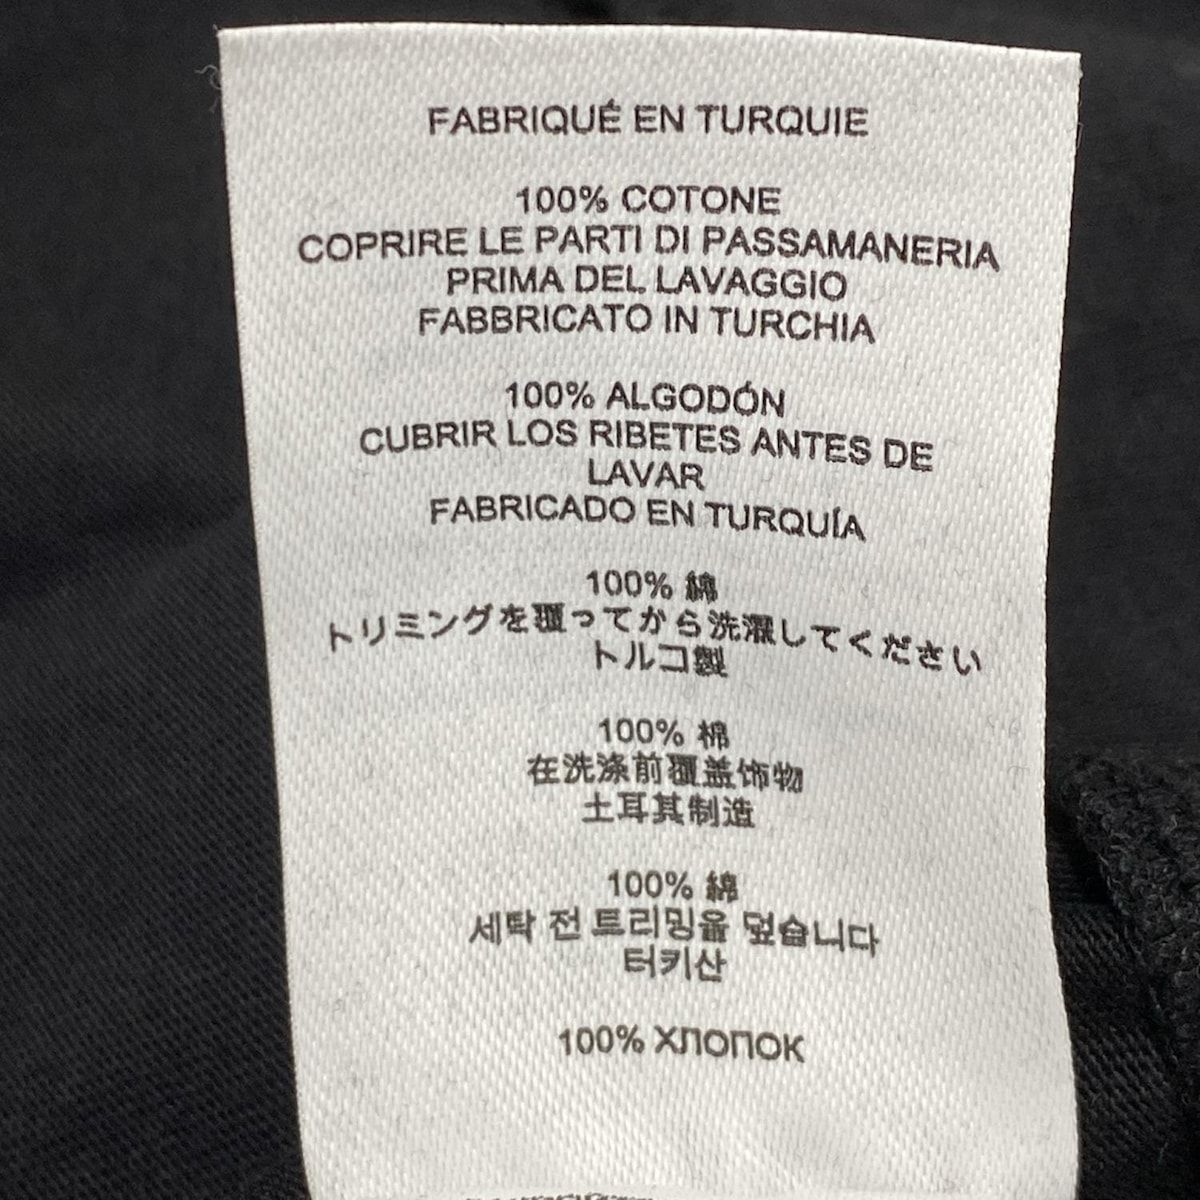 FABRIQUÉ EN TURQUIE
100% COTONE
COPRIRE LE PARTI DI PASSAMANERIA
PRIMA DEL LAVAGGIO
FABBRICATO IN TURCHIA
100% ALGODÓN
CUBRIR LOS RIBETES ANTES DE
LAVAR
FABRICADO EN TURQUÍA
100% 綿
トリミングを覆ってから洗濯してください
トルコ製
100% 棉
在洗涤前覆盖饰物
土耳其制造
100% 綿
세탁 전 트리밍을 덮습니다
터키산
100% ХЛОПОК